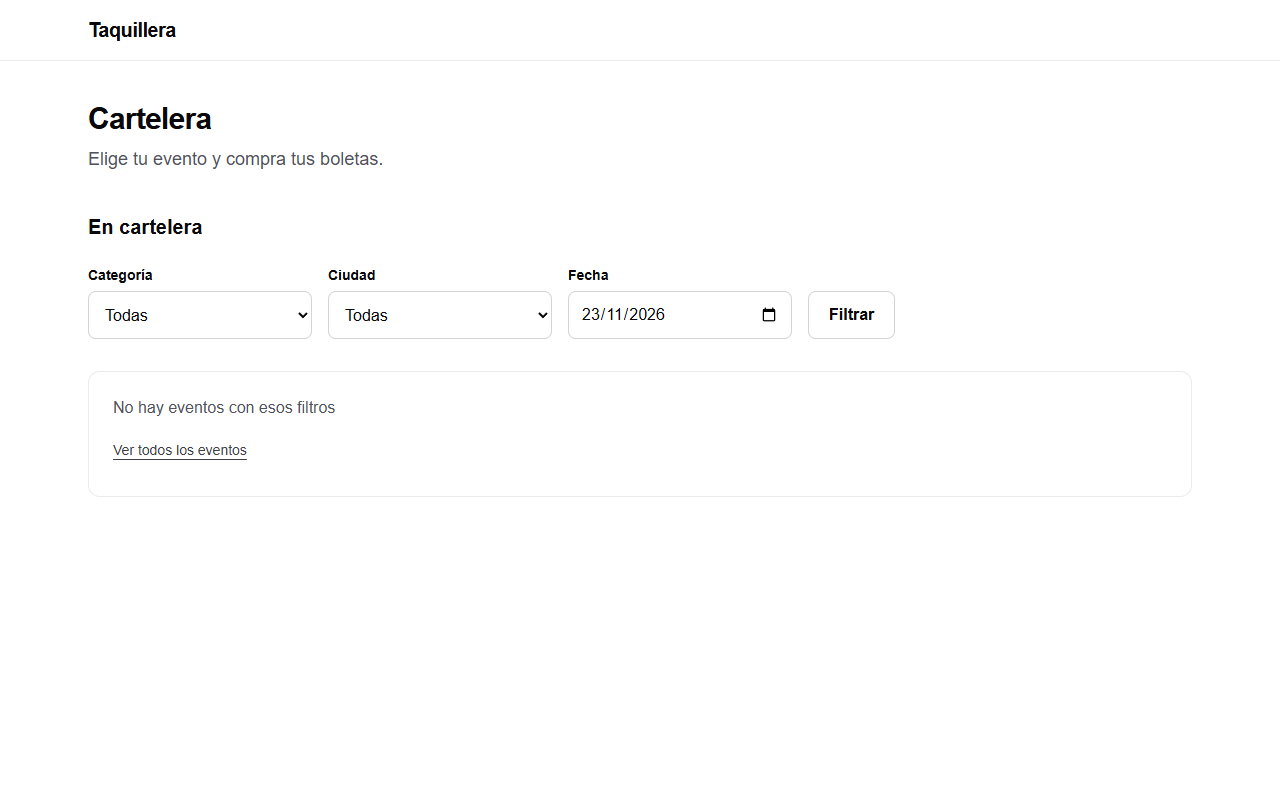 Taquillera
Cartelera
Elige tu evento y compra tus boletas.
En cartelera
Categoría Ciudad Fecha
Todas Todas 23/11/2026 Filtrar
No hay eventos con esos filtros
Ver todos los eventos